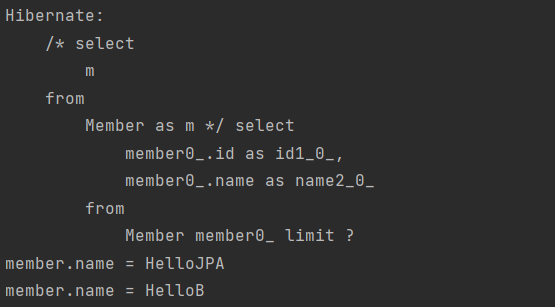 Hibernate:
    /* select
        m
    from
        Member as m */ select
            member0_.id as id1_0_,
            member0_.name as name2_0_
        from
            Member member0_ limit ?
member.name = HelloJPA
member.name = HelloB